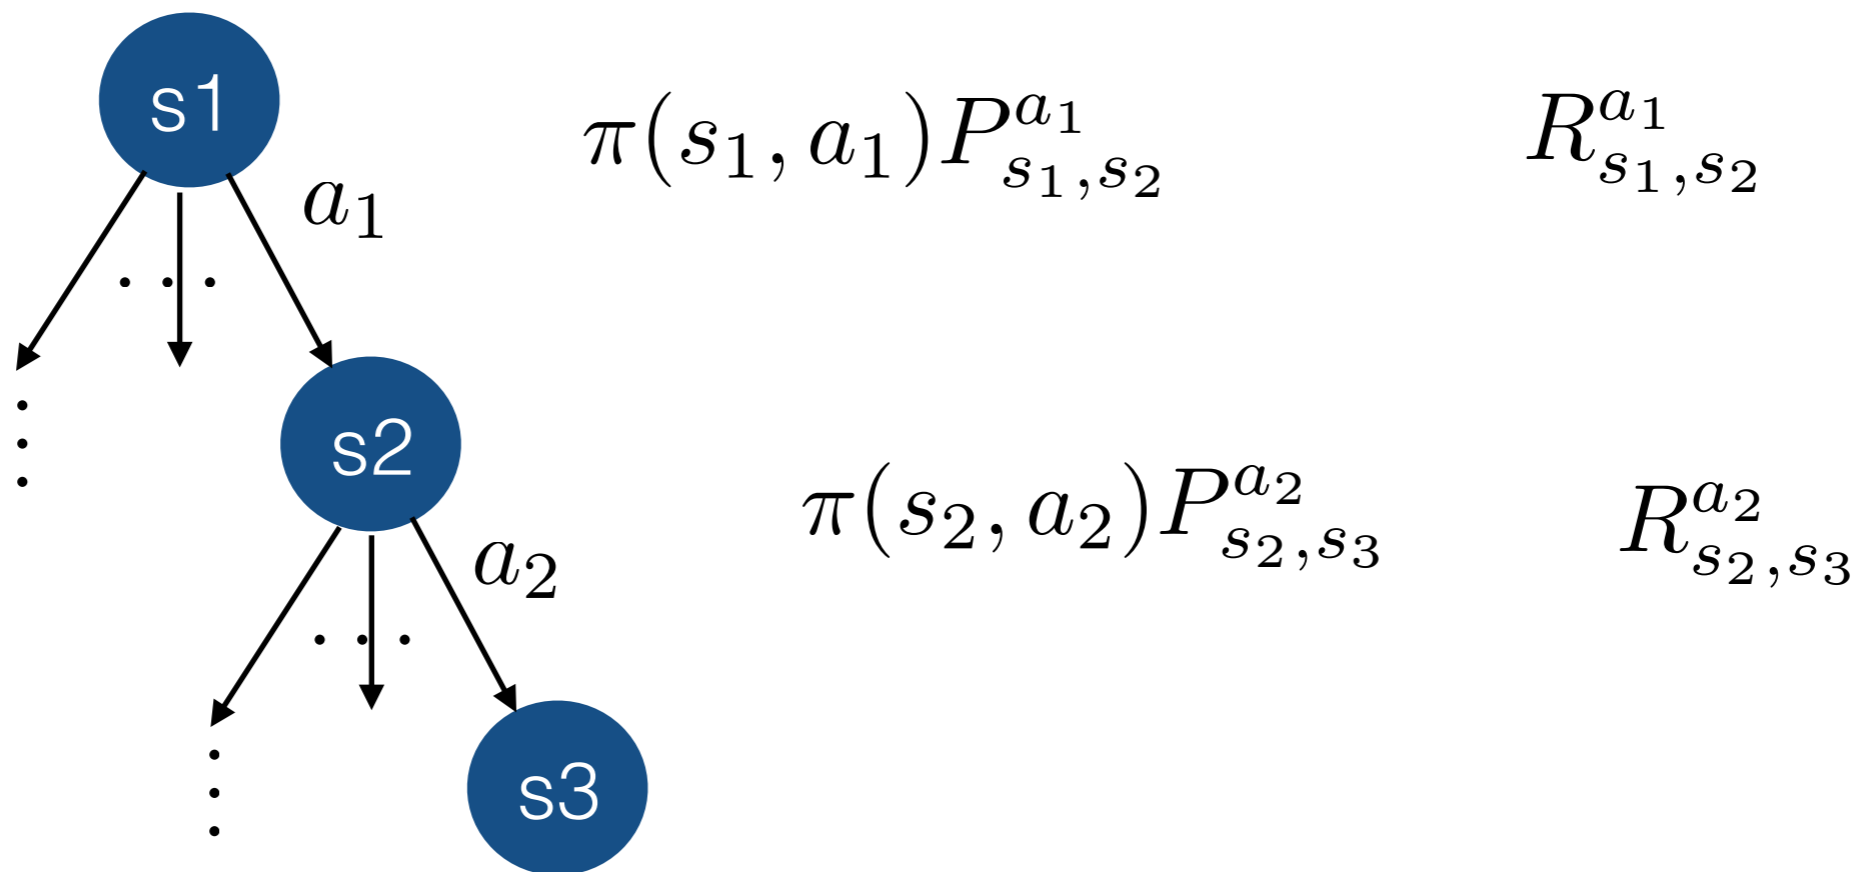 s1
π(s₁, a₁)P^{a₁}_{s₁,s₂}
R^{a₁}_{s₁,s₂}
a₁
. . .
s2
π(s₂, a₂)P^{a₂}_{s₂,s₃}
R^{a₂}_{s₂,s₃}
a₂
. . .
s3